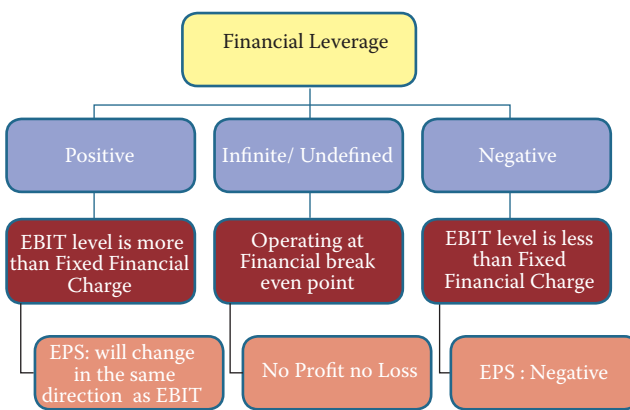 Financial Leverage
Positive
Infinite/ Undefined
Negative
EBIT level is more
than Fixed Financial
Charge
Operating at
Financial break
even point
EBIT level is less
than Fixed
Financial Charge
EPS: will change
in the same
direction as EBIT
No Profit no Loss
EPS : Negative